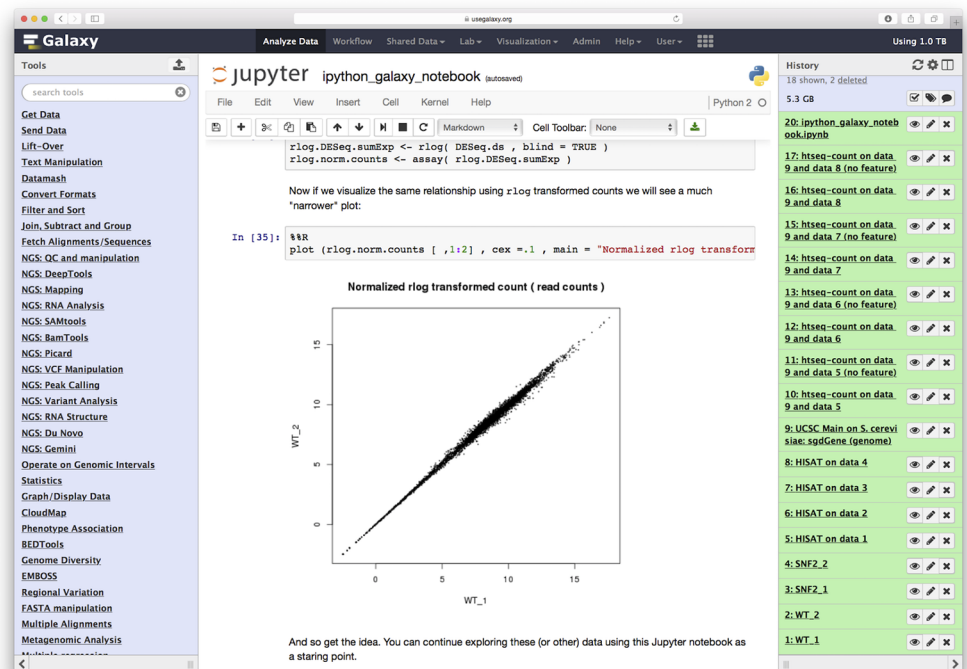 usegalaxy.org
Galaxy
Analyze Data Workflow Shared Data Lab Visualization Admin Help User
Using 1.0 TB
Tools
search tools
Get Data
Send Data
Lift-Over
Text Manipulation
Datamash
Convert Formats
Filter and Sort
Join, Subtract and Group
Fetch Alignments/Sequences
NGS: QC and manipulation
NGS: DeepTools
NGS: Mapping
NGS: RNA Analysis
NGS: SAMtools
NGS: BamTools
NGS: Picard
NGS: VCF Manipulation
NGS: Peak Calling
NGS: Variant Analysis
NGS: RNA Structure
NGS: Du Novo
NGS: Gemini
Operate on Genomic Intervals
Statistics
Graph/Display Data
CloudMap
Phenotype Association
BEDTools
Genome Diversity
EMBOSS
Regional Variation
FASTA manipulation
Multiple Alignments
Metagenomic Analysis
Multiple regression
jupyter ipython_galaxy_notebook (autosaved)
File Edit View Insert Cell Kernel Help
Python 2
Markdown Cell Toolbar: None
rlog.DESeq.sumExp <- rlog( DESeq.ds , blind = TRUE )
rlog.norm.counts <- assay( rlog.DESeq.sumExp )
Now if we visualize the same relationship using rlog transformed counts we will see a much
"narrower" plot:
In [35]:
%%R
plot (rlog.norm.counts [ ,1:2] , cex =.1 , main = "Normalized rlog transform
Normalized rlog transformed count ( read counts )
15
10
5
0
WT_2
0 5 10 15
WT_1
And so get the idea. You can continue exploring these (or other) data using this Jupyter notebook as
a staring point.
History
18 shown, 2 deleted
5.3 GB
20: ipython_galaxy_noteb
ook.ipynb
17: htseq-count on data
9 and data 8 (no feature)
16: htseq-count on data
9 and data 8
15: htseq-count on data
9 and data 7 (no feature)
14: htseq-count on data
9 and data 7
13: htseq-count on data
9 and data 6 (no feature)
12: htseq-count on data
9 and data 6
11: htseq-count on data
9 and data 5 (no feature)
10: htseq-count on data
9 and data 5
9: UCSC Main on S. cerevi
siae: sgdGene (genome)
8: HISAT on data 4
7: HISAT on data 3
6: HISAT on data 2
5: HISAT on data 1
4: SNF2_2
3: SNF2_1
2: WT_2
1: WT_1